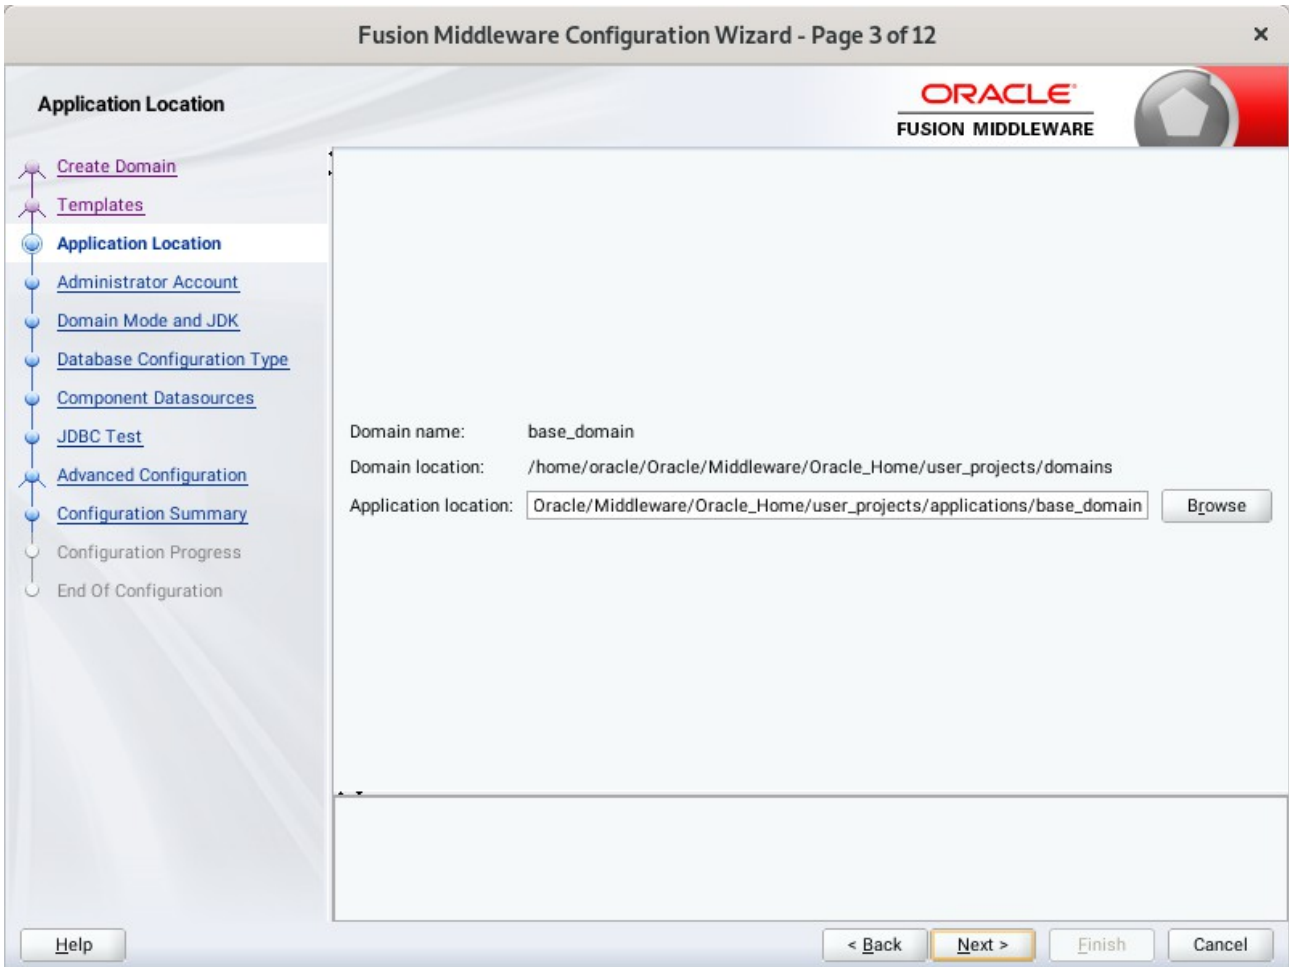 Fusion Middleware Configuration Wizard - Page 3 of 12
Application Location
ORACLE
FUSION MIDDLEWARE
Create Domain
Templates
Application Location
Administrator Account
Domain Mode and JDK
Database Configuration Type
Component Datasources
JDBC Test
Advanced Configuration
Configuration Summary
Configuration Progress
End Of Configuration
Domain name: base_domain
Domain location: /home/oracle/Oracle/Middleware/Oracle_Home/user_projects/domains
Application location: Oracle/Middleware/Oracle_Home/user_projects/applications/base_domain Browse
Help < Back Next > Finish Cancel